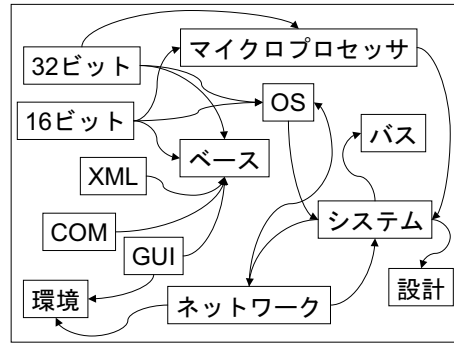 マイクロプロセッサ
32ビット
OS
16ビット
バス
ベース
XML
システム
COM
GUI
設計
環境
ネットワーク